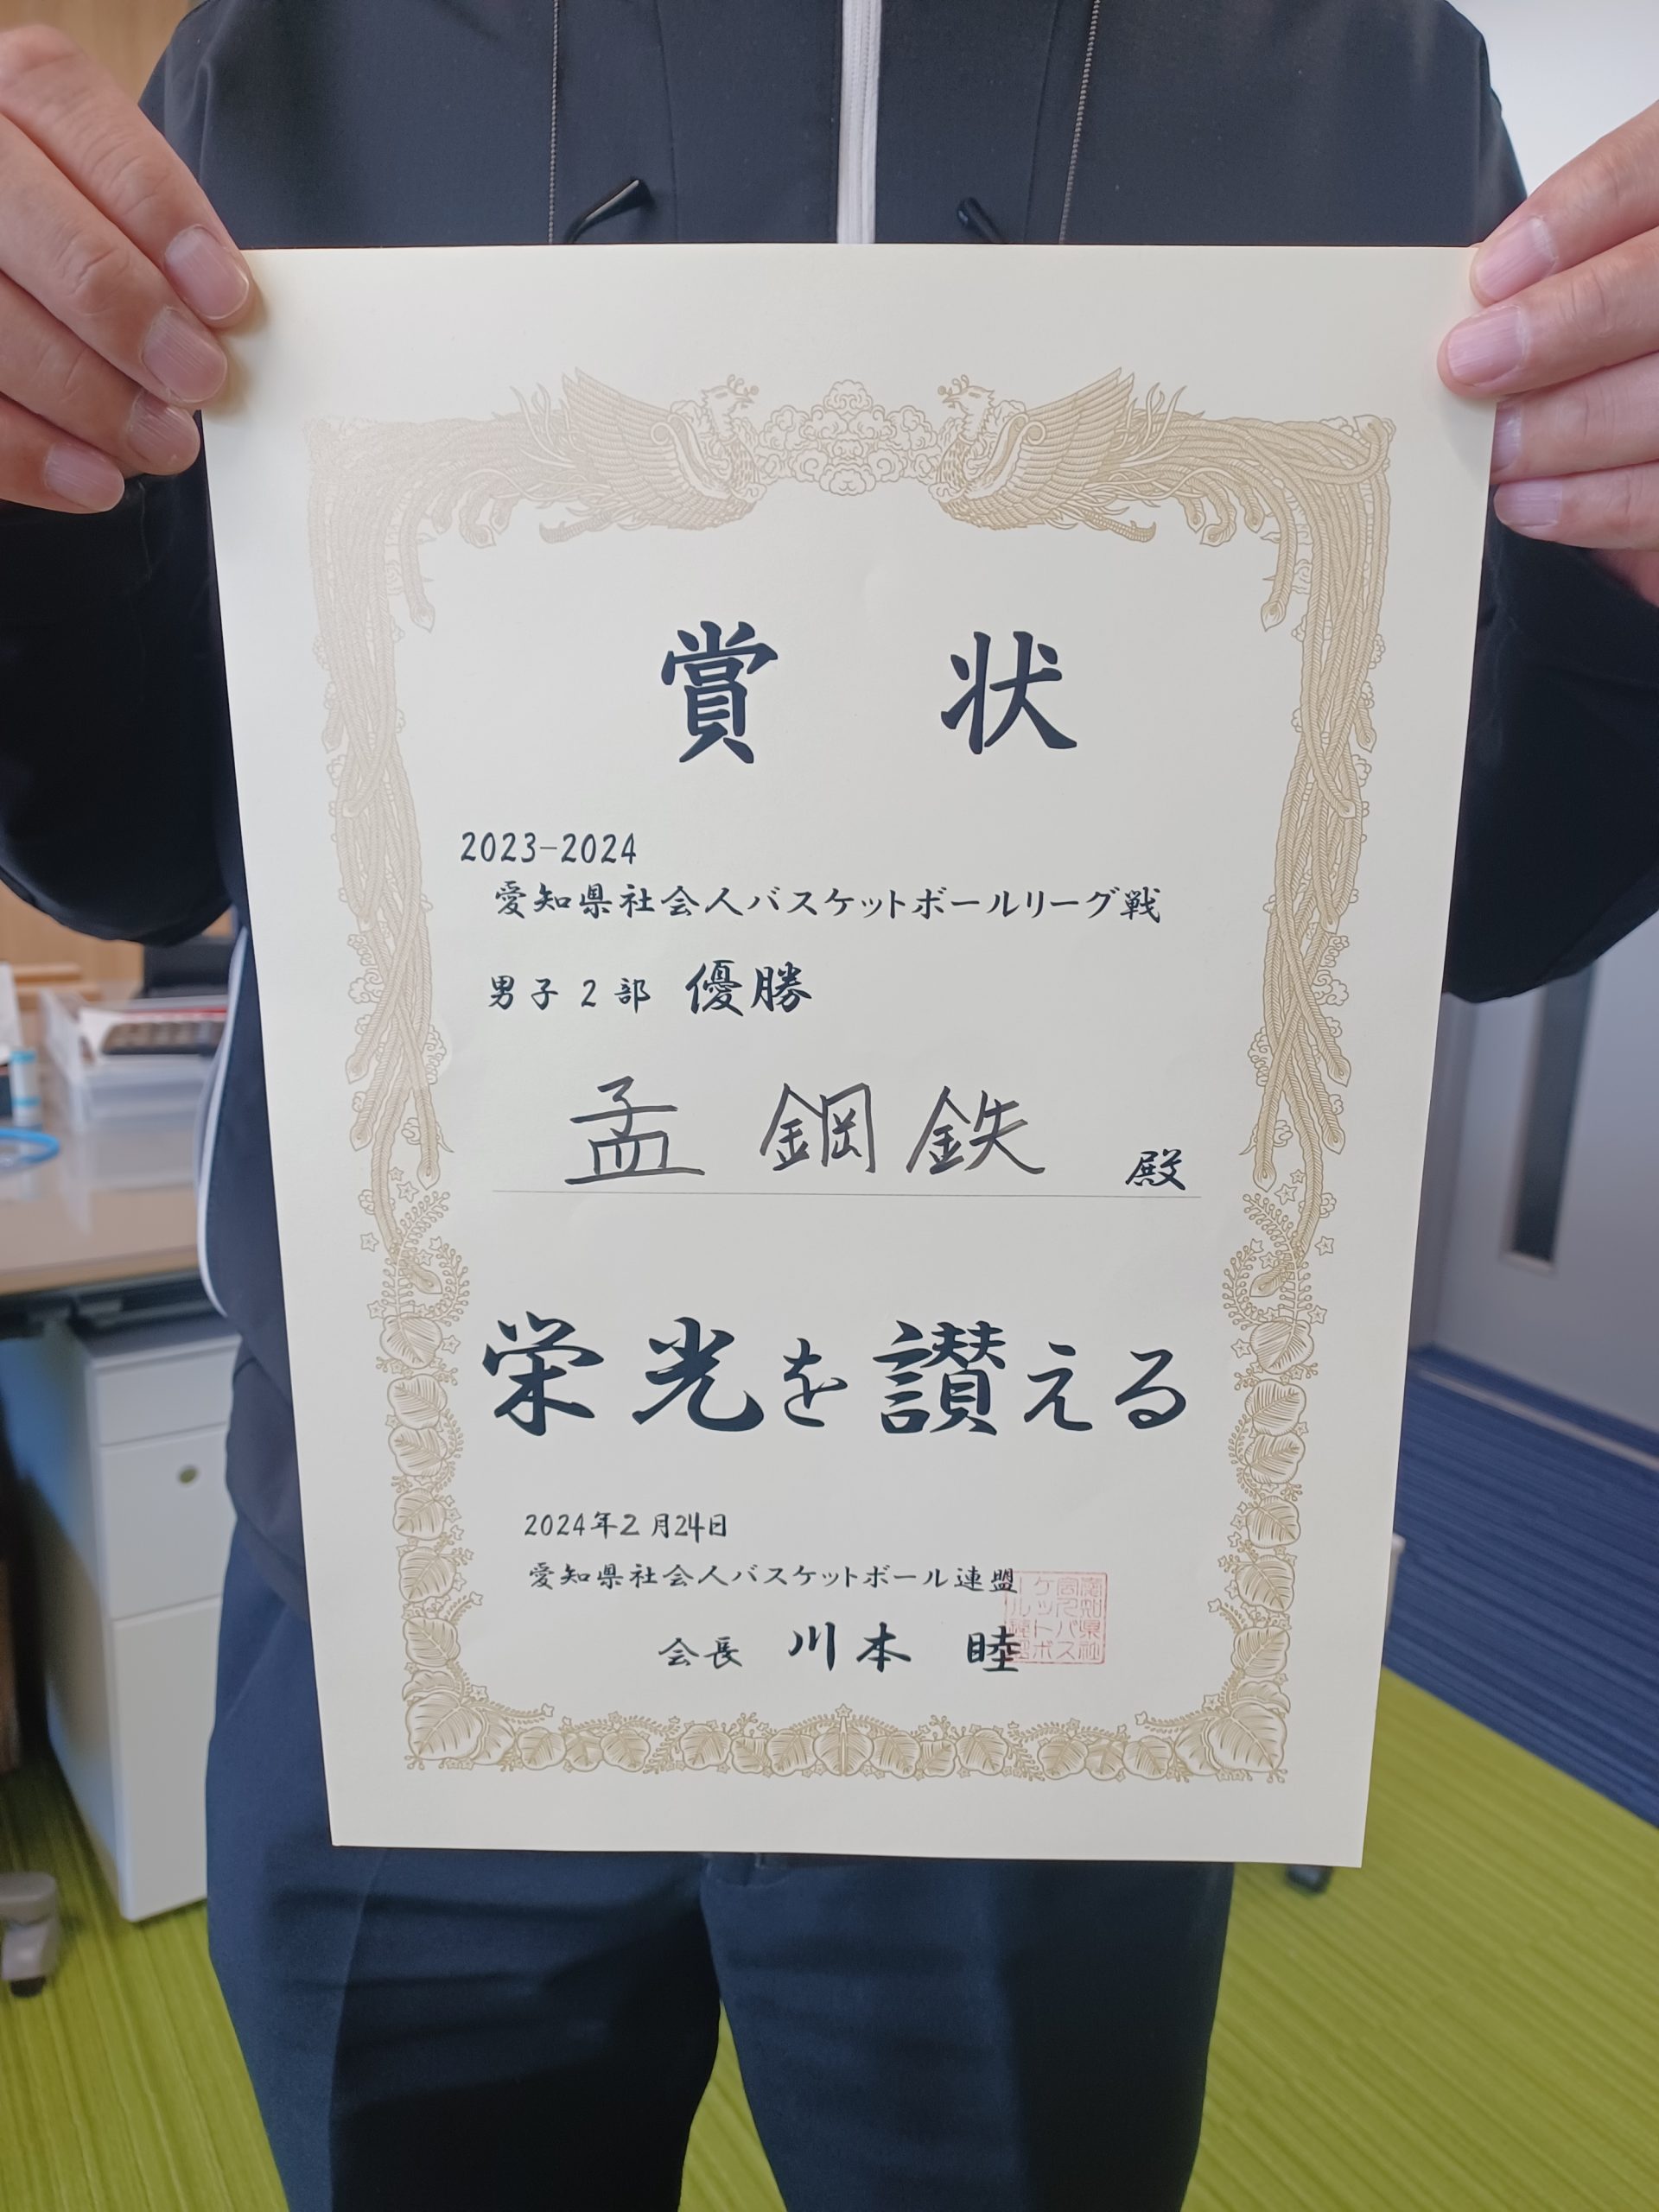 賞状
2023-2024
愛知県社会人バスケットボールリーグ戦
男子2部 優勝
孟 鋼鉄 殿
栄光を讃える
2024年2月24日
愛知県社会人バスケットボール連盟
会長 川本 睦